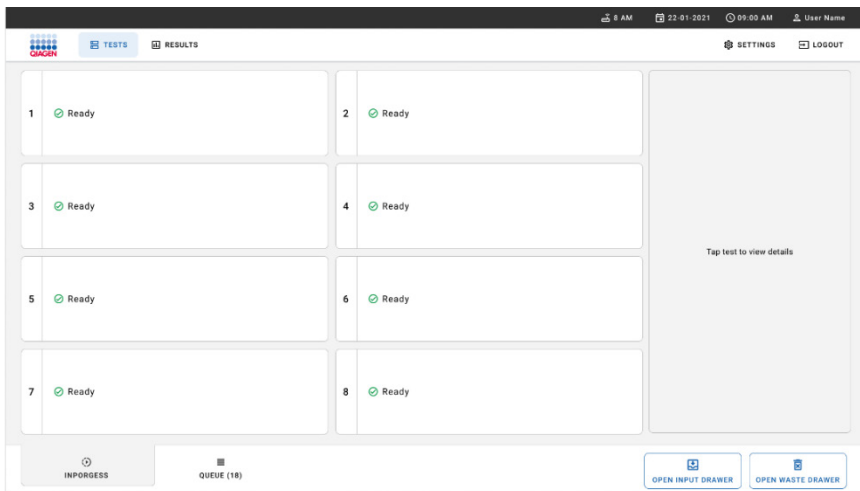 8 AM 22-01-2021 09:00 AM User Name
QIAGEN TESTS RESULTS SETTINGS LOGOUT
1 Ready 2 Ready
3 Ready 4 Ready
Tap test to view details
5 Ready 6 Ready
7 Ready 8 Ready
INPORGESS QUEUE (18) OPEN INPUT DRAWER OPEN WASTE DRAWER